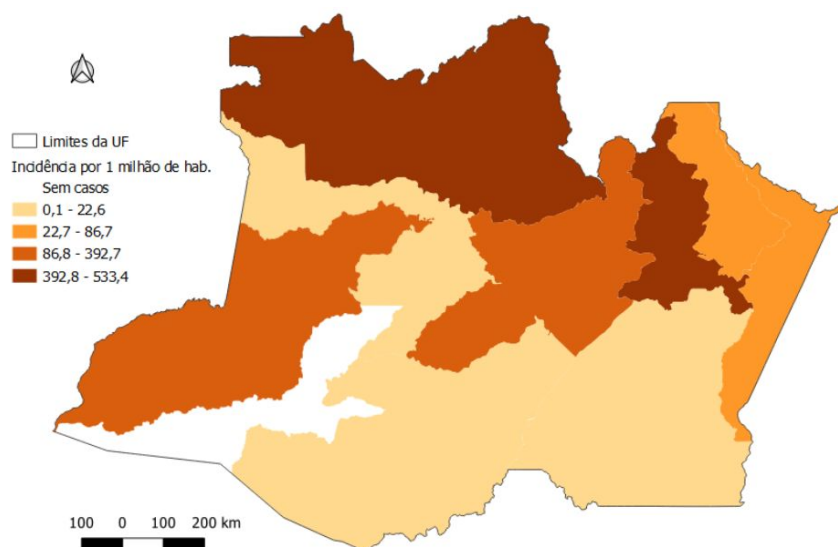 Limites da UF
Incidência por 1 milhão de hab.
Sem casos
0,1 - 22,6
22,7 - 86,7
86,8 - 392,7
392,8 - 533,4
100 0 100 200 km